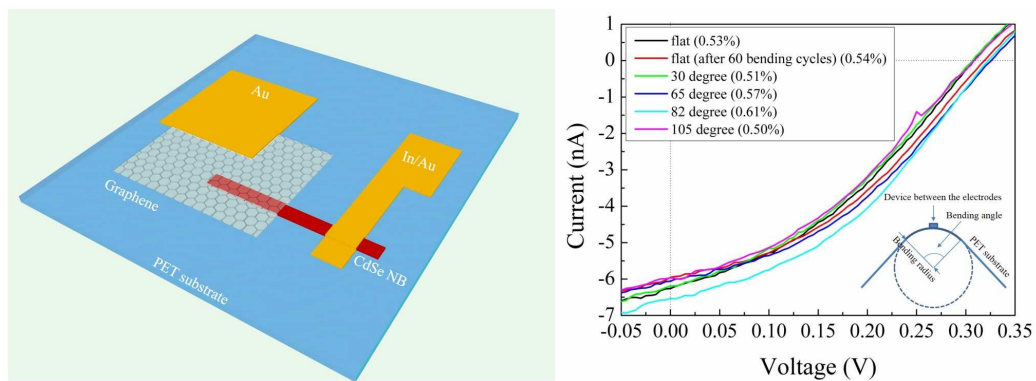 Au
In/Au
Graphene
CdSe NB
PET substrate
flat (0.53%)
flat (after 60 bending cycles) (0.54%)
30 degree (0.51%)
65 degree (0.57%)
82 degree (0.61%)
105 degree (0.50%)
1
0
-1
-2
-3
-4
-5
-6
-7
Current (nA)
Device between the electrodes
Bending angle
Bending radius
PET substrate
-0.05 0.00 0.05 0.10 0.15 0.20 0.25 0.30 0.35
Voltage (V)